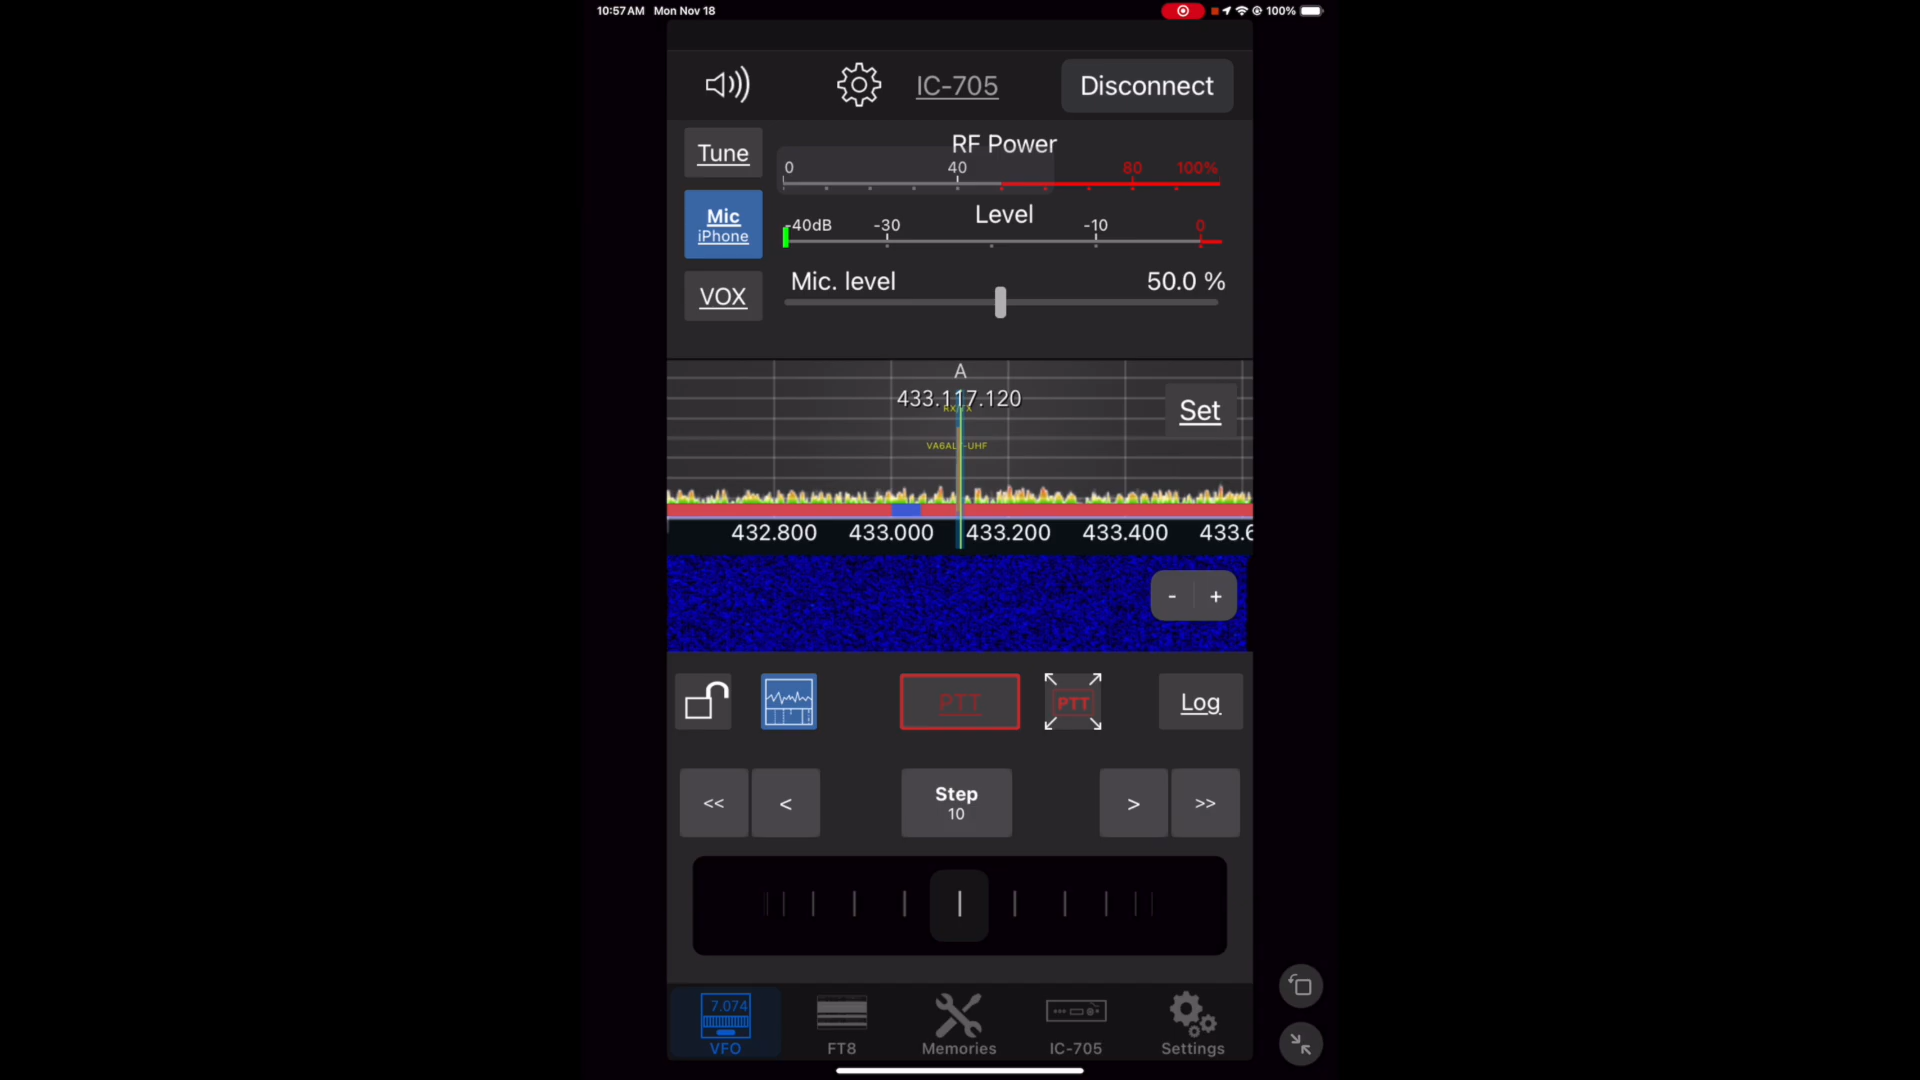 10:57 AM Mon Nov 18
100%
IC-705
Disconnect
Tune
RF Power
0 40 80 100%
Mic
iPhone
Level
-40dB -30 -10 0
VOX
Mic. level 50.0 %
A
433.117.120
Set
432.800 433.000 433.200 433.400 433.6
- +
PTT
PTT
Log
<< < Step > >>
10
7.074
VFO FT8 Memories IC-705 Settings